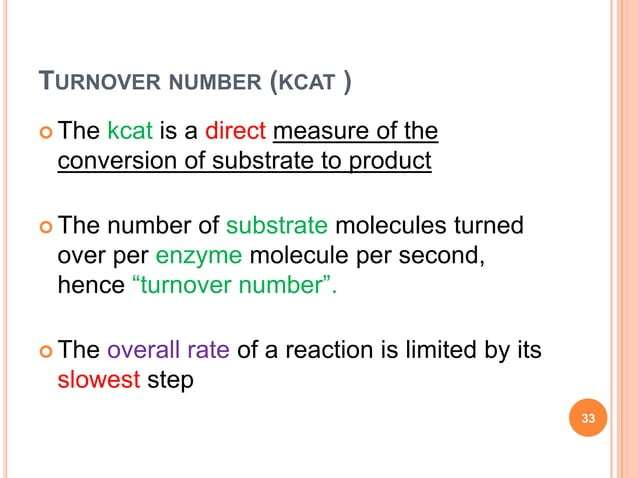 TURNOVER NUMBER (KCAT )
The kcat is a direct measure of the
conversion of substrate to product
The number of substrate molecules turned
over per enzyme molecule per second,
hence “turnover number”.
The overall rate of a reaction is limited by its
slowest step
33